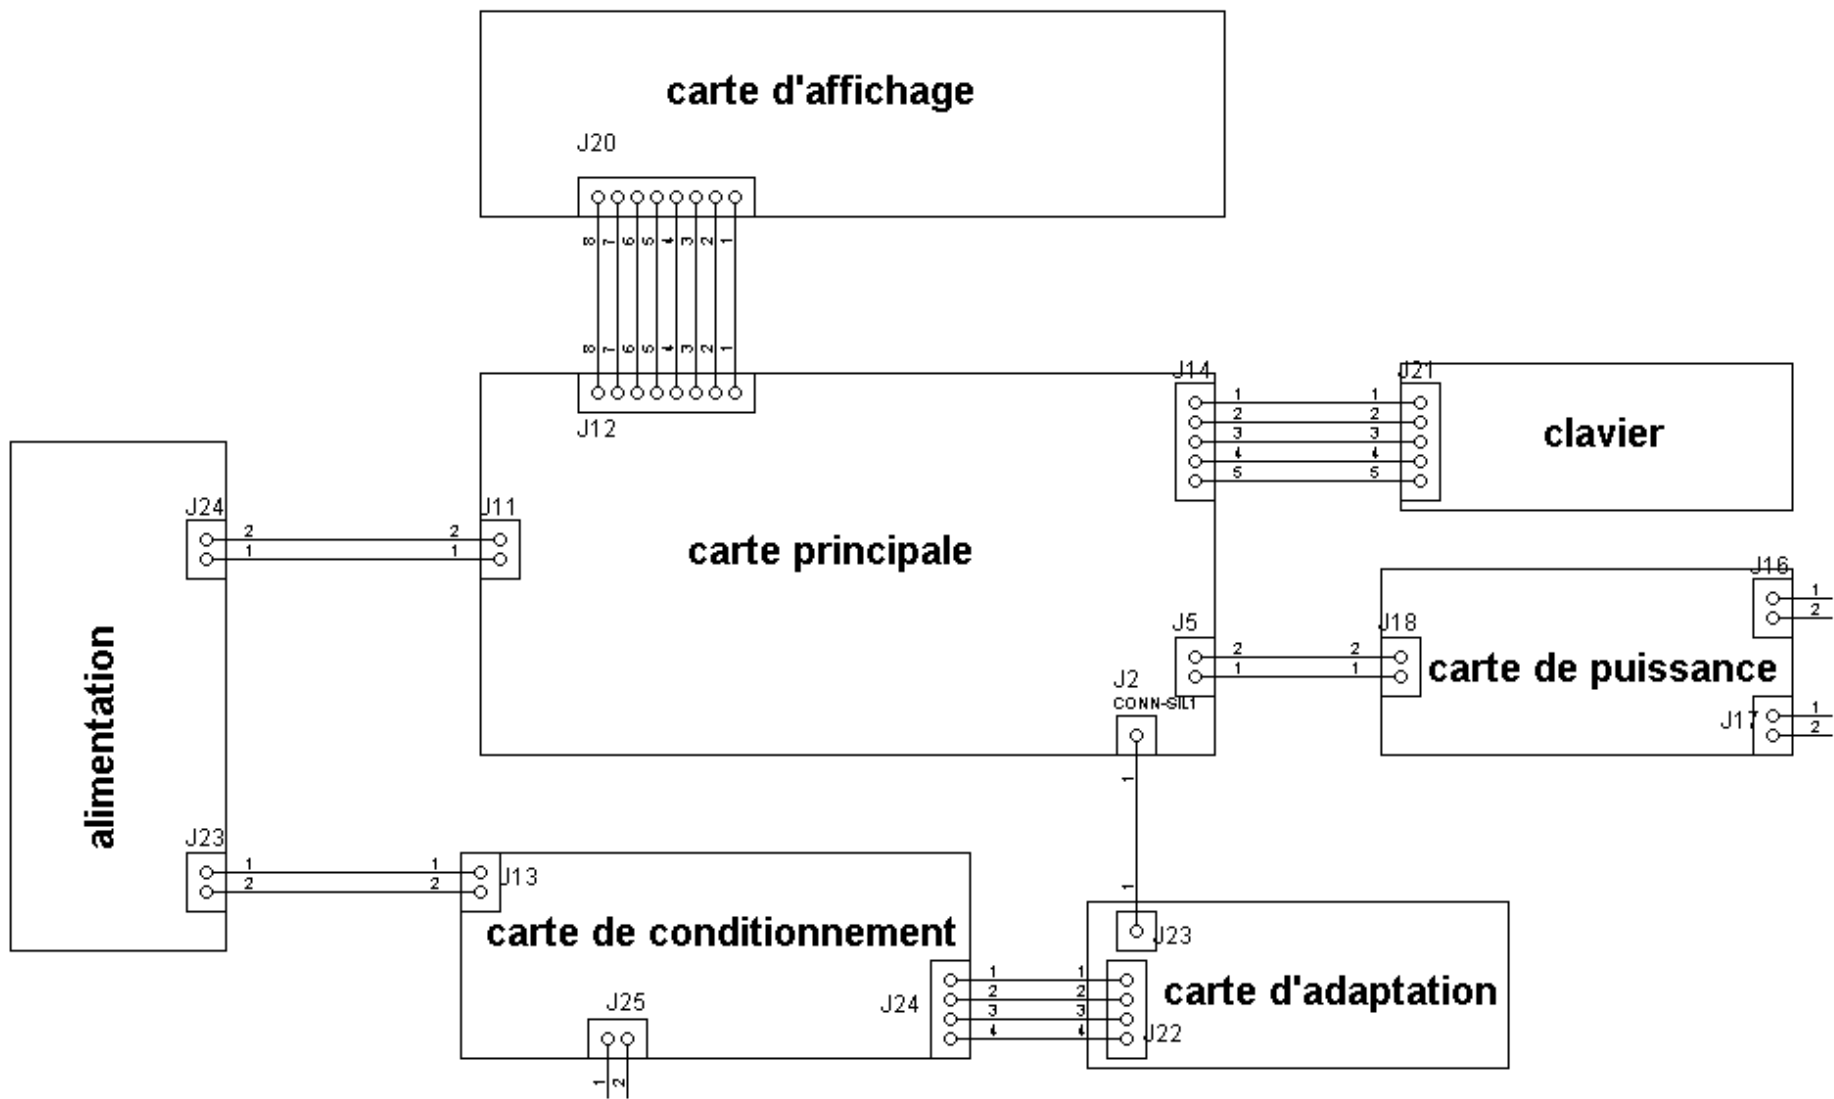 carte d'affichage
J20
8 7 6 5 4 3 2 1
8 7 6 5 4 3 2 1
J12
J14
J21
1 1
2 2
3 3
4 4
5 5
clavier
J24
J11
2 2
1 1
carte principale
alimentation
J5
J18
2 2
1 1
J2
CONN-SIL1
1
1
carte de puissance
J16
1
2
J17
1
2
J23
J13
1 1
2 2
carte de conditionnement
J25
1 2
J24
1 1
2 2
3 3
4 4
J23
J22
carte d'adaptation